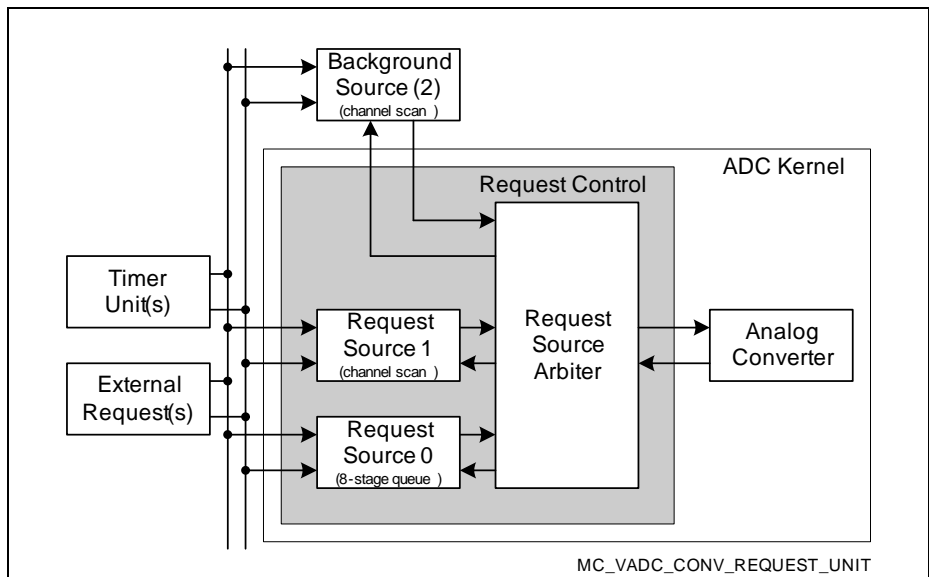 Background
Source (2)
(channel scan )
ADC Kernel
Request Control
Timer
Unit(s)
Request
Source 1
(channel scan )
Request
Source
Arbiter
Analog
Converter
External
Request(s)
Request
Source 0
(8-stage queue )
MC_VADC_CONV_REQUEST_UNIT